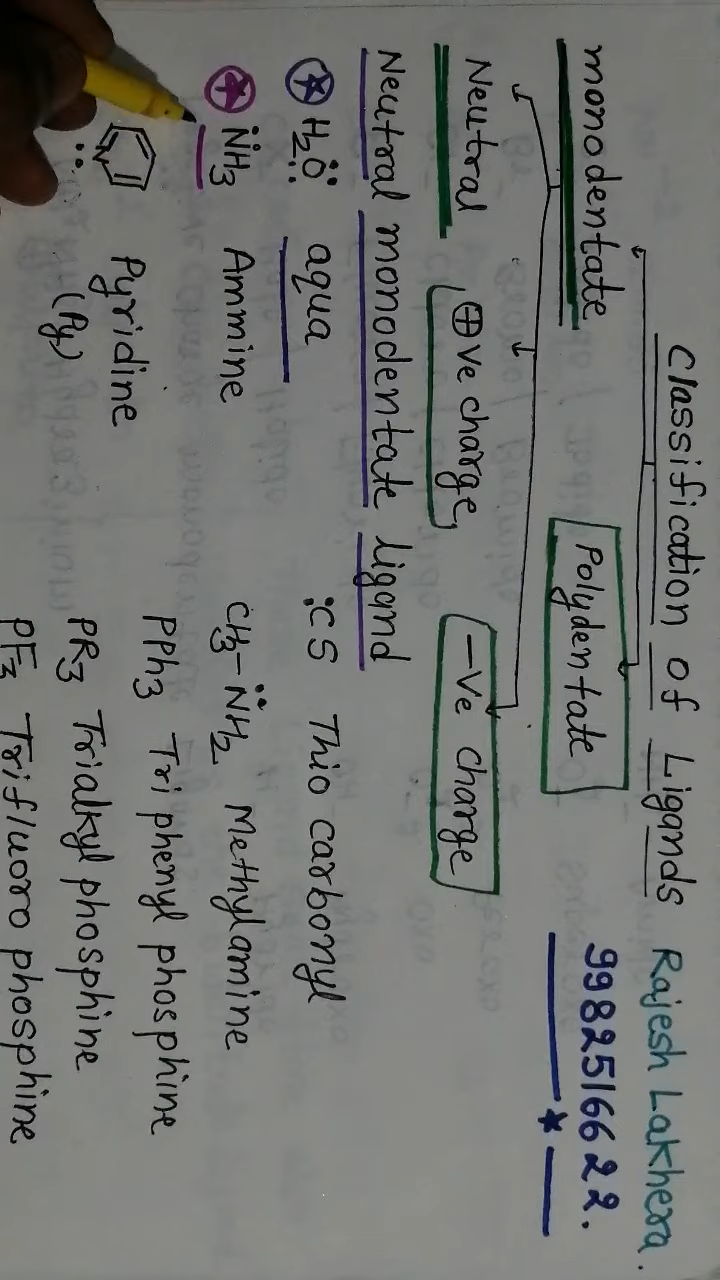 Classification of Ligands Rajesh Lakhera.
9982516622.
monodentate Polydentate
Neutral ⊕ve charge, -Ve charge
Neutral monodentate ligand
H₂Ö: aqua :CS Thio carbonyl
N̈H₃ Ammine CH₃-N̈H₂ Methylamine
N̈ Pyridine PPh₃ Tri phenyl phosphine
(Py) PR₃ Trialkyl phosphine
PF₃ Trifluoro phosphine